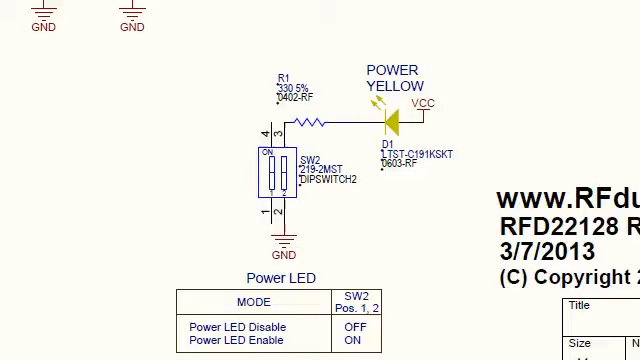 GND
GND
POWER
YELLOW
R1
330 5%
0402-RF
VCC
4
3
D1
LTST-C191KSKT
0603-RF
ON
1
2
SW2
219-2MST
DIPSWITCH2
1
2
GND
www.RFdu
RFD22128 R
3/7/2013
(C) Copyright 2
Power LED
MODE
SW2
Pos. 1, 2
Power LED Disable OFF
Power LED Enable ON
Title
Size
N